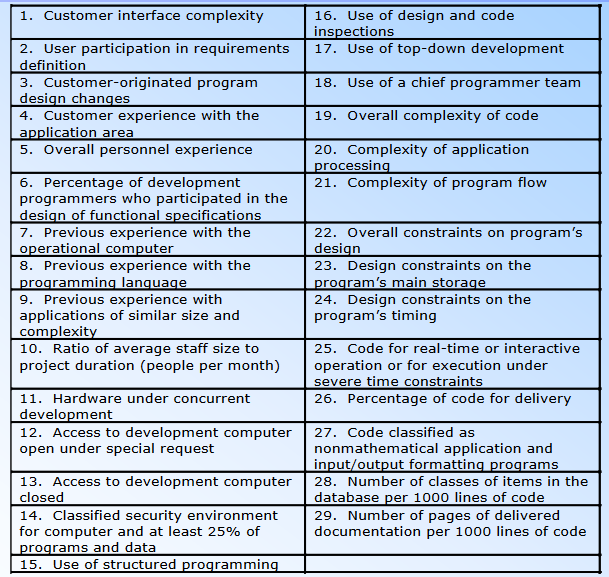 1. Customer interface complexity
16. Use of design and code
inspections
2. User participation in requirements
definition
17. Use of top-down development
3. Customer-originated program
design changes
18. Use of a chief programmer team
4. Customer experience with the
application area
19. Overall complexity of code
5. Overall personnel experience
20. Complexity of application
processing
6. Percentage of development
programmers who participated in the
design of functional specifications
21. Complexity of program flow
7. Previous experience with the
operational computer
22. Overall constraints on program’s
design
8. Previous experience with the
programming language
23. Design constraints on the
program’s main storage
9. Previous experience with
applications of similar size and
complexity
24. Design constraints on the
program’s timing
10. Ratio of average staff size to
project duration (people per month)
25. Code for real-time or interactive
operation or for execution under
severe time constraints
11. Hardware under concurrent
development
26. Percentage of code for delivery
12. Access to development computer
open under special request
27. Code classified as
nonmathematical application and
input/output formatting programs
13. Access to development computer
closed
28. Number of classes of items in the
database per 1000 lines of code
14. Classified security environment
for computer and at least 25% of
programs and data
29. Number of pages of delivered
documentation per 1000 lines of code
15. Use of structured programming